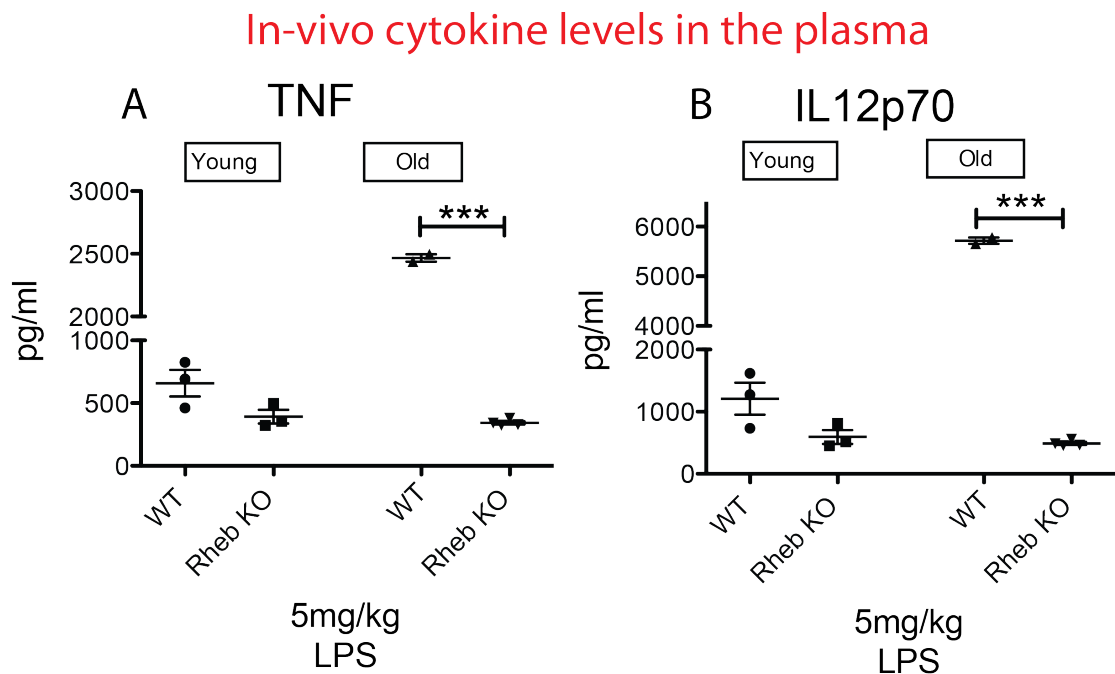 In-vivo cytokine levels in the plasma
A
TNF
Young
Old
3000
2500
2000
1000
500
0
pg/ml
***
WT
Rheb KO
WT
Rheb KO
5mg/kg
LPS
B
IL12p70
Young
Old
6000
5000
4000
2000
1000
0
pg/ml
***
WT
Rheb KO
WT
Rheb KO
5mg/kg
LPS